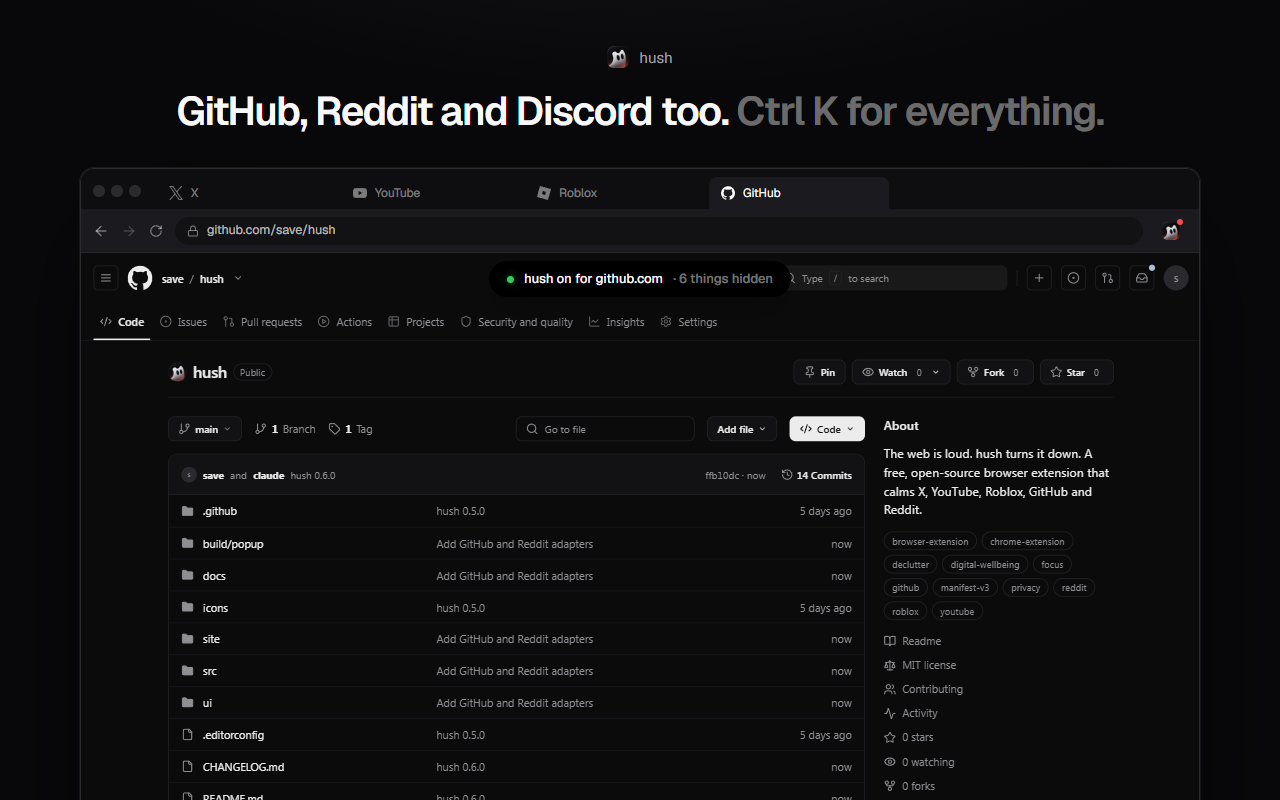 hush
GitHub, Reddit and Discord too. Ctrl K for everything.
X YouTube Roblox GitHub
github.com/save/hush
save / hush hush on for github.com · 6 things hidden Type / to search s
Code Issues Pull requests Actions Projects Security and quality Insights Settings
hush Public Pin Watch 0 Fork 0 Star 0
main 1 Branch 1 Tag Go to file Add file Code
s save and claude hush 0.6.0 ffb10dc · now 14 Commits
.github hush 0.5.0 5 days ago
build/popup Add GitHub and Reddit adapters now
docs Add GitHub and Reddit adapters now
icons hush 0.5.0 5 days ago
site Add GitHub and Reddit adapters now
src Add GitHub and Reddit adapters now
ui Add GitHub and Reddit adapters now
.editorconfig hush 0.5.0 5 days ago
CHANGELOG.md hush 0.6.0 now
README.md hush 0.6.0 now
About
The web is loud. hush turns it down. A
free, open-source browser extension that
calms X, YouTube, Roblox, GitHub and
Reddit.
browser-extension chrome-extension
declutter digital-wellbeing focus
github manifest-v3 privacy reddit
roblox youtube
Readme
MIT license
Contributing
Activity
0 stars
0 watching
0 forks